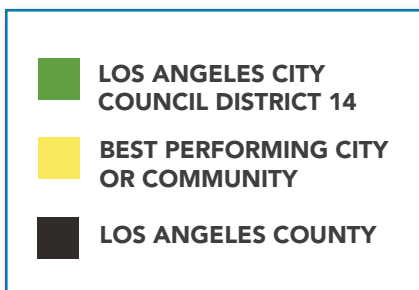 LOS ANGELES CITY
COUNCIL DISTRICT 14
BEST PERFORMING CITY
OR COMMUNITY
LOS ANGELES COUNTY